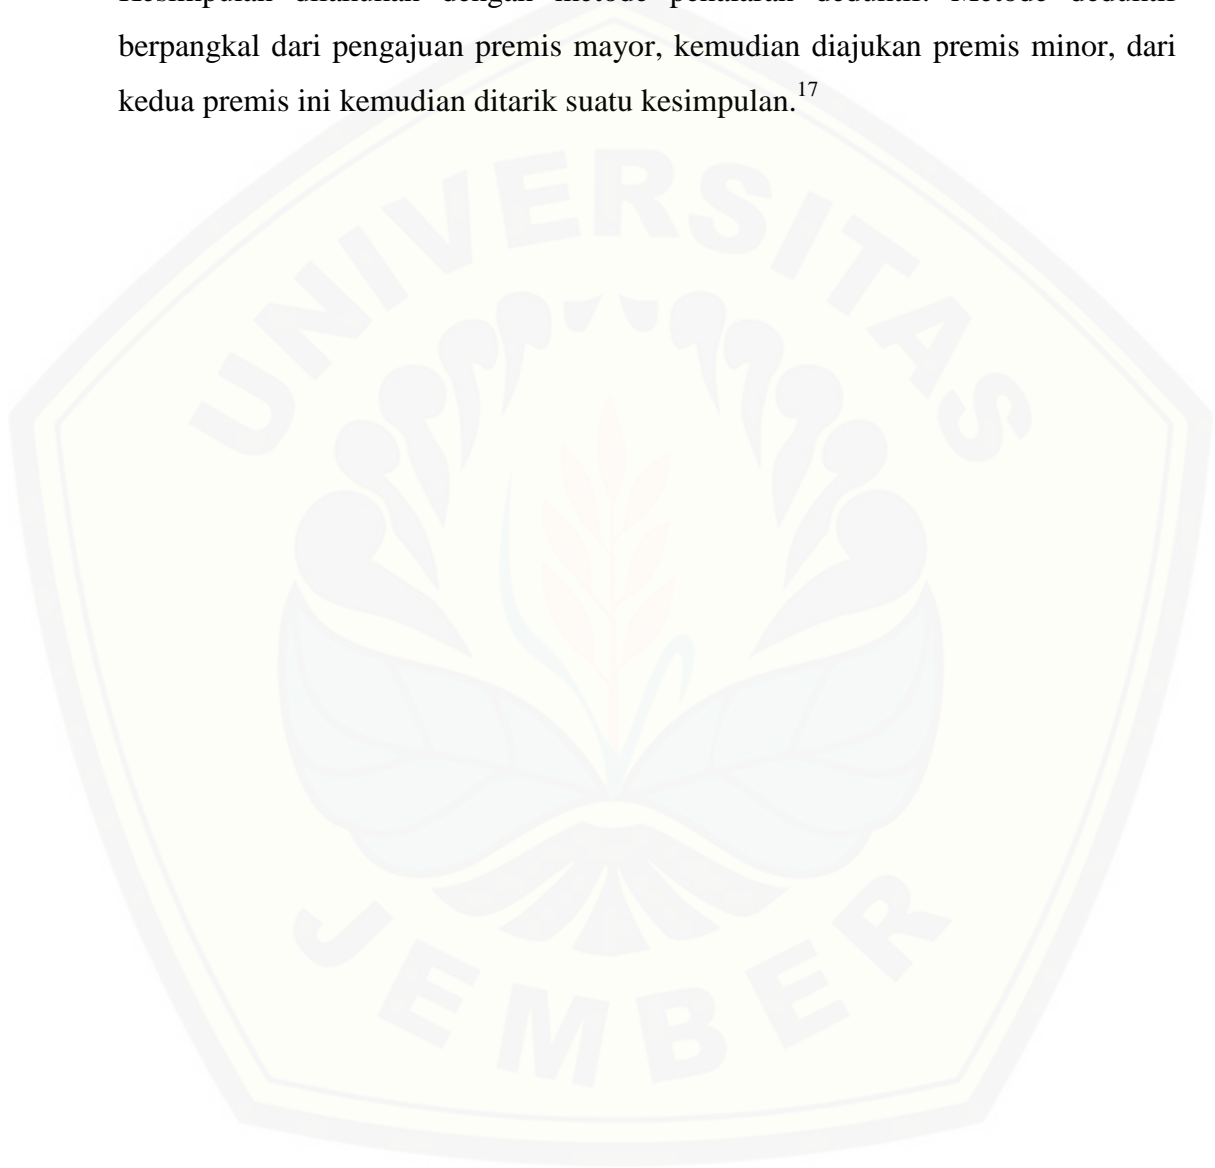 Kesimpulan dilakukan dengan metode penalaran deduktif. Metode deduktif
berpangkal dari pengajuan premis mayor, kemudian diajukan premis minor, dari
kedua premis ini kemudian ditarik suatu kesimpulan.17
UNIVERSITAS
JEMBER